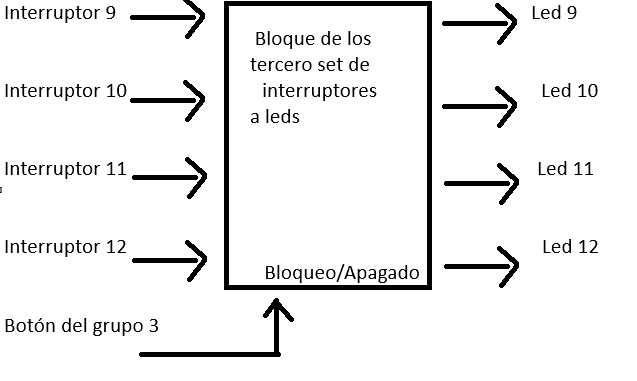 Interruptor 9
Led 9
Bloque de los
tercero set de
interruptores
a leds
Interruptor 10
Led 10
Interruptor 11
Led 11
Interruptor 12
Led 12
Bloqueo/Apagado
Botón del grupo 3